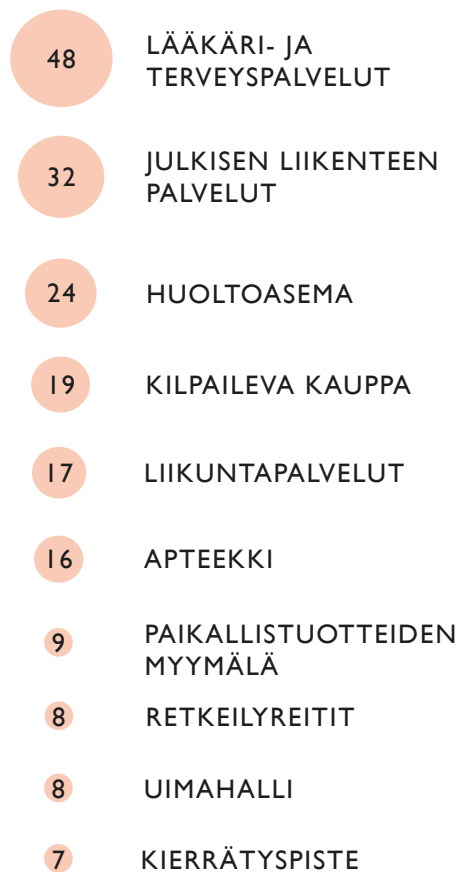 48 LÄÄKÄRI- JA
TERVEYSPALVELUT
32 JULKISEN LIIKENTEEN
PALVELUT
24 HUOLTOASEMA
19 KILPAILEVA KAUPPA
17 LIIKUNTAPALVELUT
16 APTEEKKI
9 PAIKALLISTUOTTEIDEN
MYYMÄLÄ
8 RETKEILYREITIT
8 UIMAHALLI
7 KIERRÄTYSPISTE